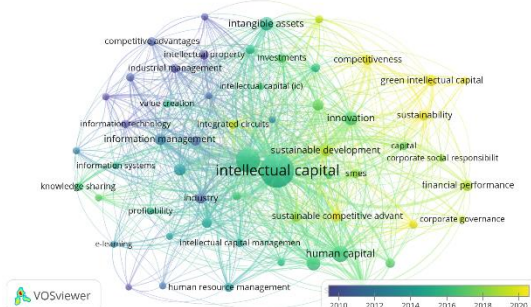 intangible assets
competitive advantages
intellectual property
investments
competitiveness
industrial management
green intellectual capital
intellectual capital (ic)
value creation
sustainability
information technology
integrated circuits
innovation
information management
capital
sustainable development
corporate social responsibilit
information systems
intellectual capital
smes
knowledge sharing
financial performance
industry
profitability
sustainable competitive advant
corporate governance
e-learning
intellectual capital managemen
human capital
human resource management
VOSviewer
2010 2012 2014 2016 2018 2020